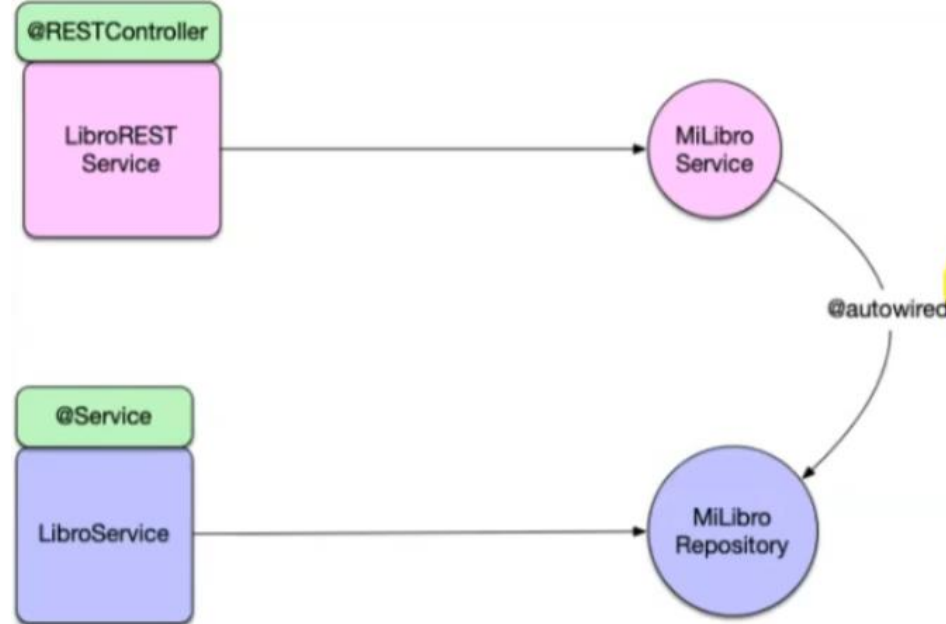 @RESTController
LibroREST
Service
MiLibro
Service
@autowired
@Service
LibroService
MiLibro
Repository